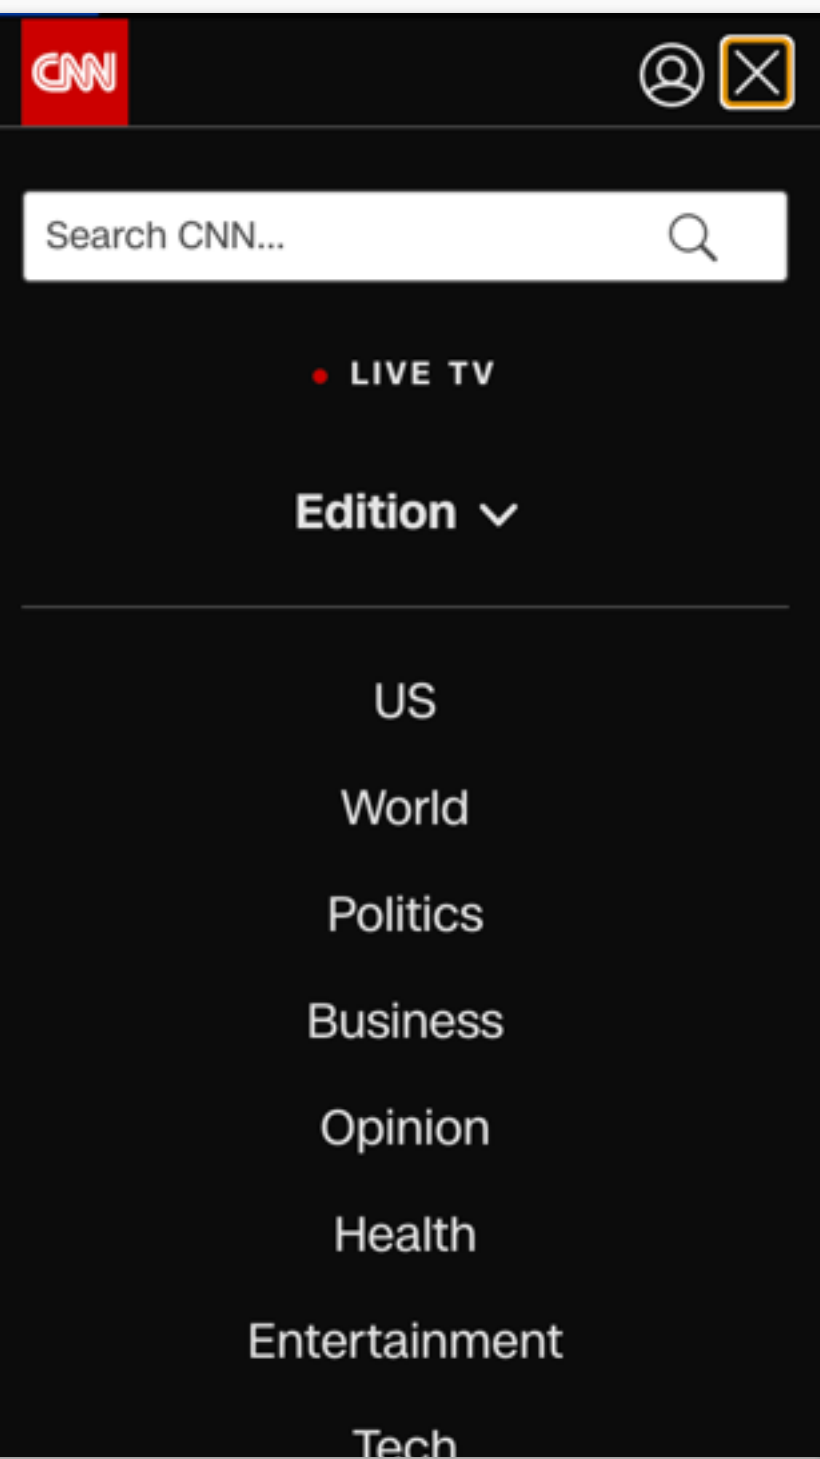 CNN
Search CNN...
LIVE TV
Edition
US
World
Politics
Business
Opinion
Health
Entertainment
Tech